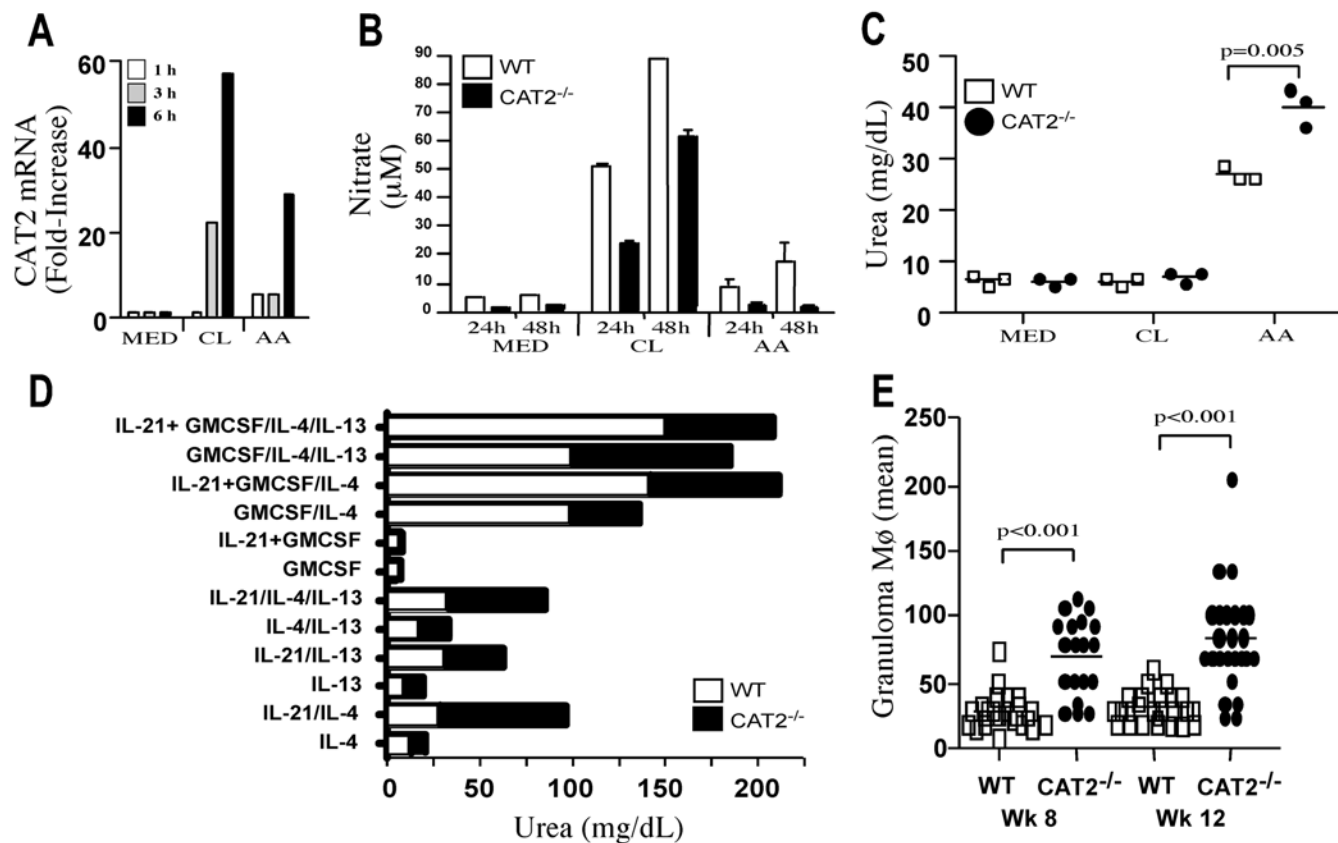 A
CAT2 mRNA
(Fold-Increase)
60
40
20
0
1 h
3 h
6 h
MED CL AA
B
Nitrate
(µM)
90
80
70
60
50
40
30
20
10
0
WT
CAT2-/-
24h 48h 24h 48h 24h 48h
MED CL AA
C
Urea (mg/dL)
50
40
30
20
10
0
WT
CAT2-/-
p=0.005
MED CL AA
D
IL-21+ GMCSF/IL-4/IL-13
GMCSF/IL-4/IL-13
IL-21+GMCSF/IL-4
GMCSF/IL-4
IL-21+GMCSF
GMCSF
IL-21/IL-4/IL-13
IL-4/IL-13
IL-21/IL-13
IL-13
IL-21/IL-4
IL-4
WT
CAT2-/-
0 50 100 150 200
Urea (mg/dL)
E
Granuloma Mø (mean)
250
200
150
100
50
0
p<0.001
p<0.001
WT CAT2-/- WT CAT2-/-
Wk 8 Wk 12